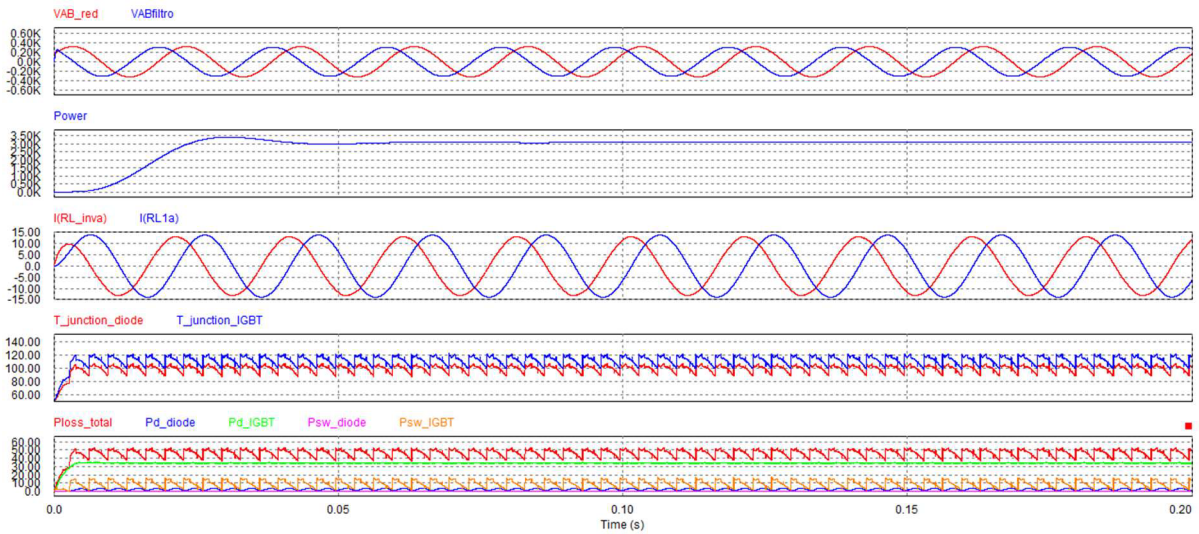 VAB_red VABfiltro
0.60K
0.40K
0.20K
0.0K
-0.20K
-0.40K
-0.60K
Power
3.50K
3.00K
2.50K
2.00K
1.50K
1.00K
0.50K
0.0K
I(RL_inva) I(RL1a)
15.00
10.00
5.00
0.0
-5.00
-10.00
-15.00
T_junction_diode T_junction_IGBT
140.00
120.00
100.00
80.00
60.00
Ploss_total Pd_diode Pd_IGBT Psw_diode Psw_IGBT
60.00
50.00
40.00
30.00
20.00
10.00
0.0
0.0 0.05 0.10 0.15 0.20
Time (s)